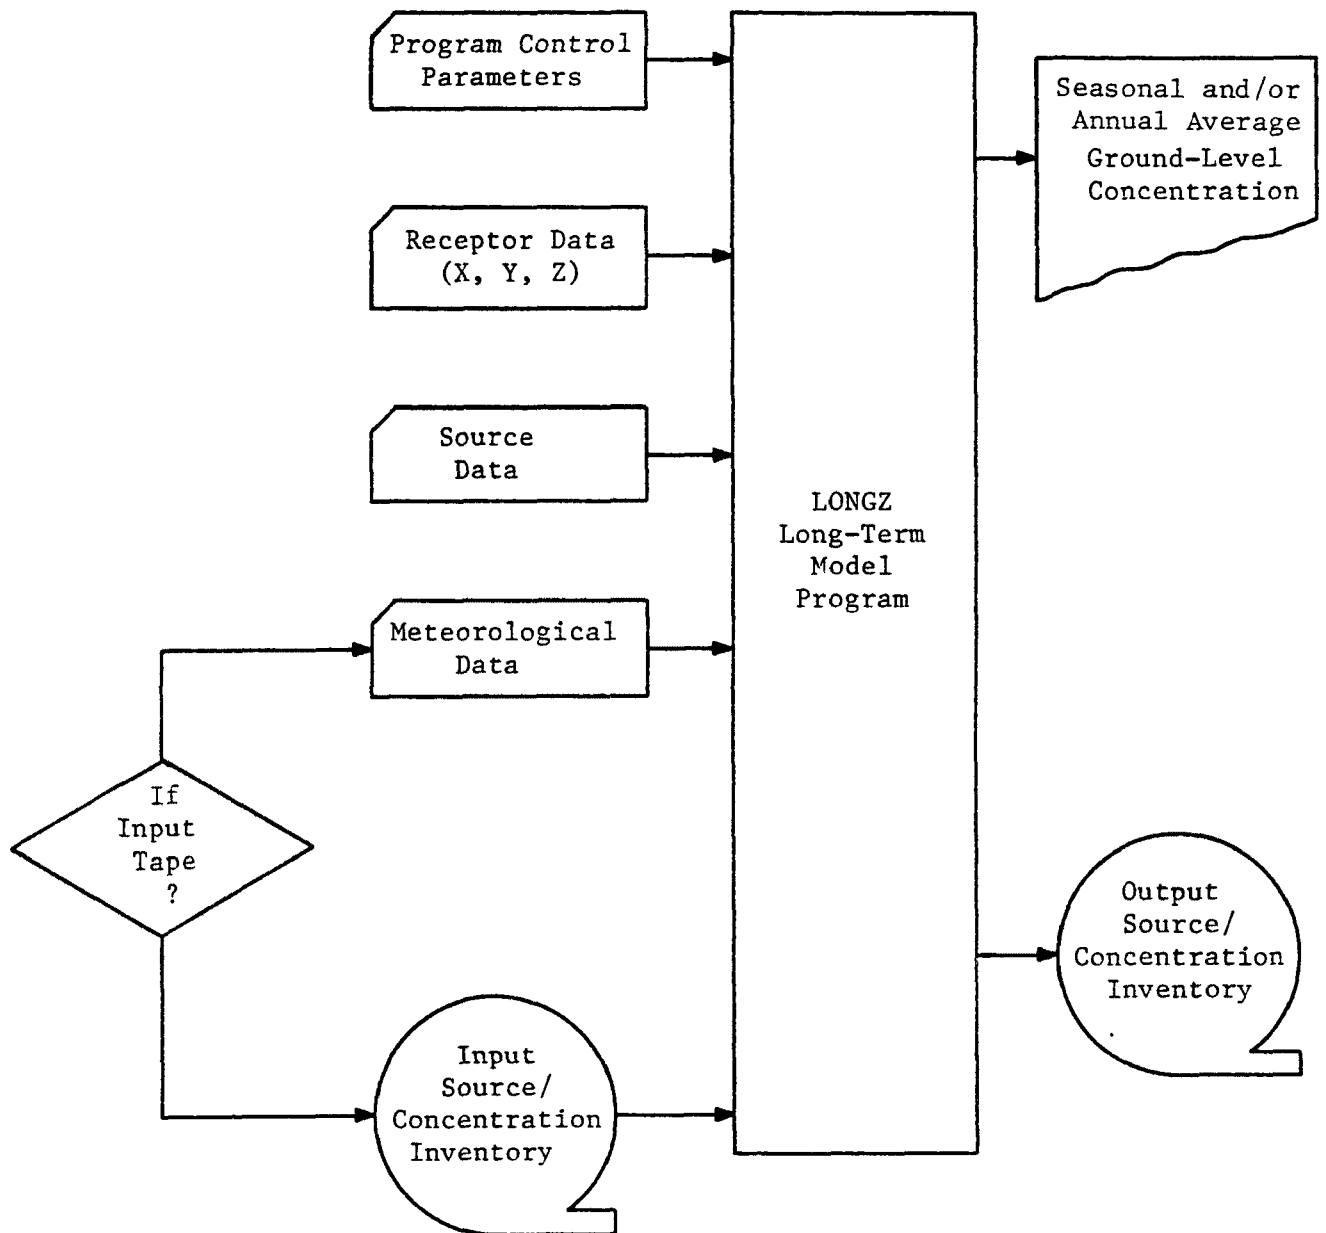 Program Control
Parameters
Receptor Data
(X, Y, Z)
Source
Data
Meteorological
Data
If
Input
Tape
?
Input
Source/
Concentration
Inventory
LONGZ
Long-Term
Model
Program
Seasonal and/or
Annual Average
Ground-Level
Concentration
Output
Source/
Concentration
Inventory